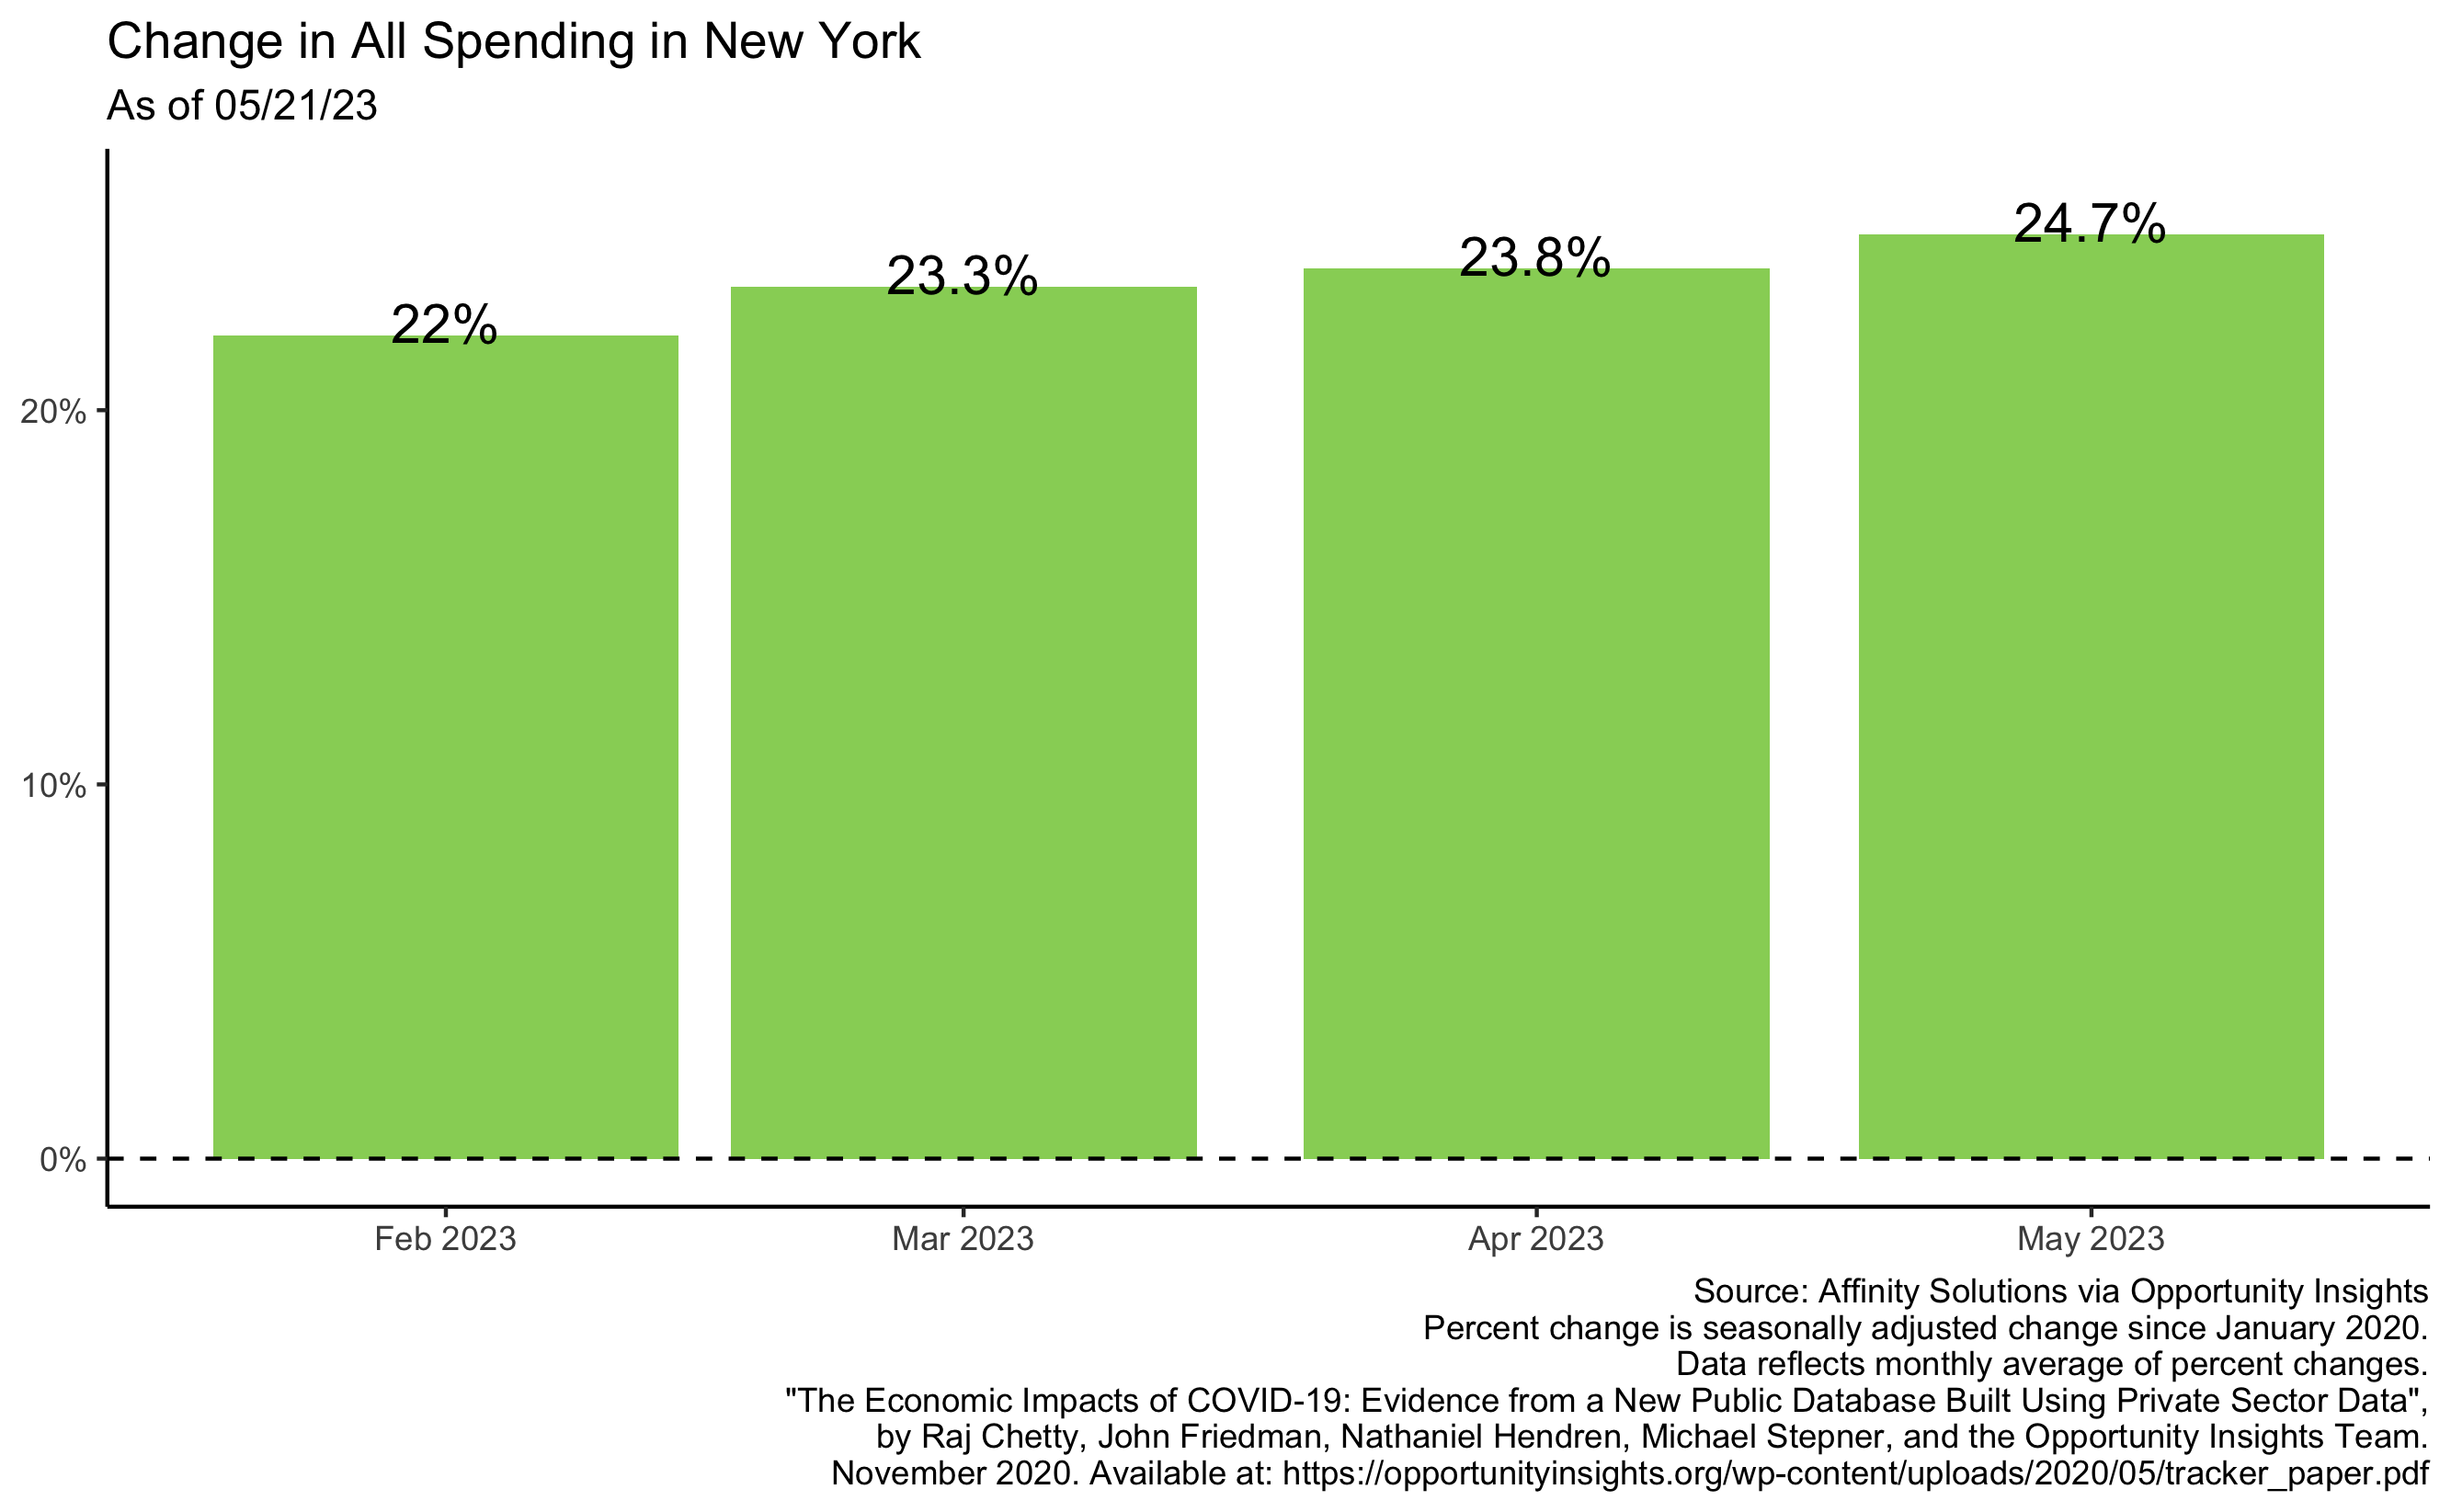 Change in All Spending in New York
As of 05/21/23
24.7%
23.8%
23.3%
22%
20%
10%
0%
Feb 2023
Mar 2023
Apr 2023
May 2023
Source: Affinity Solutions via Opportunity Insights
Percent change is seasonally adjusted change since January 2020.
Data reflects monthly average of percent changes.
"The Economic Impacts of COVID-19: Evidence from a New Public Database Built Using Private Sector Data",
by Raj Chetty, John Friedman, Nathaniel Hendren, Michael Stepner, and the Opportunity Insights Team.
November 2020. Available at: https://opportunityinsights.org/wp-content/uploads/2020/05/tracker_paper.pdf